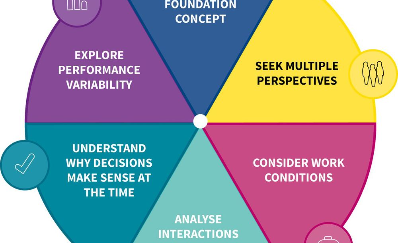 FOUNDATION
CONCEPT
SEEK MULTIPLE
PERSPECTIVES
CONSIDER WORK
CONDITIONS
ANALYSE
INTERACTIONS
UNDERSTAND
WHY DECISIONS
MAKE SENSE AT
THE TIME
EXPLORE
PERFORMANCE
VARIABILITY